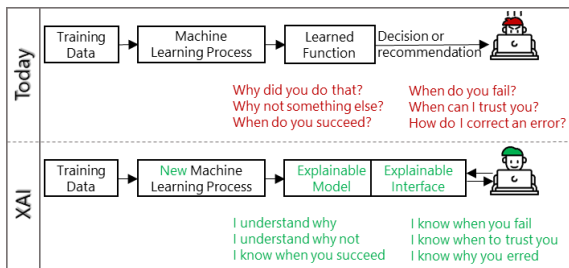 Today
Training
Data
Machine
Learning Process
Learned
Function
Decision or
recommendation
Why did you do that?
Why not something else?
When do you succeed?
When do you fail?
When can I trust you?
How do I correct an error?
XAI
Training
Data
New Machine
Learning Process
Explainable
Model
Explainable
Interface
I understand why
I understand why not
I know when you succeed
I know when you fail
I know when to trust you
I know why you erred